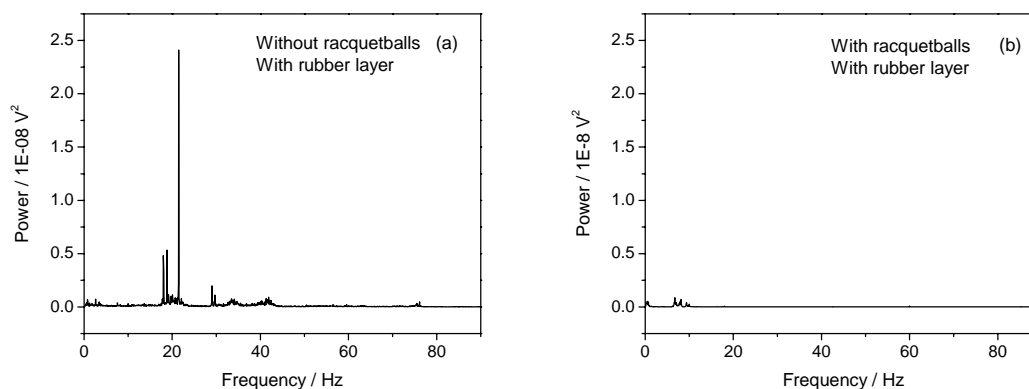 Without racquetballs (a)
With rubber layer
2.5
2.0
1.5
1.0
0.5
0.0
Power / 1E-08 V²
0 20 40 60 80
Frequency / Hz
With racquetballs (b)
With rubber layer
2.5
2.0
1.5
1.0
0.5
0.0
Power / 1E-8 V²
0 20 40 60 80
Frequency / Hz